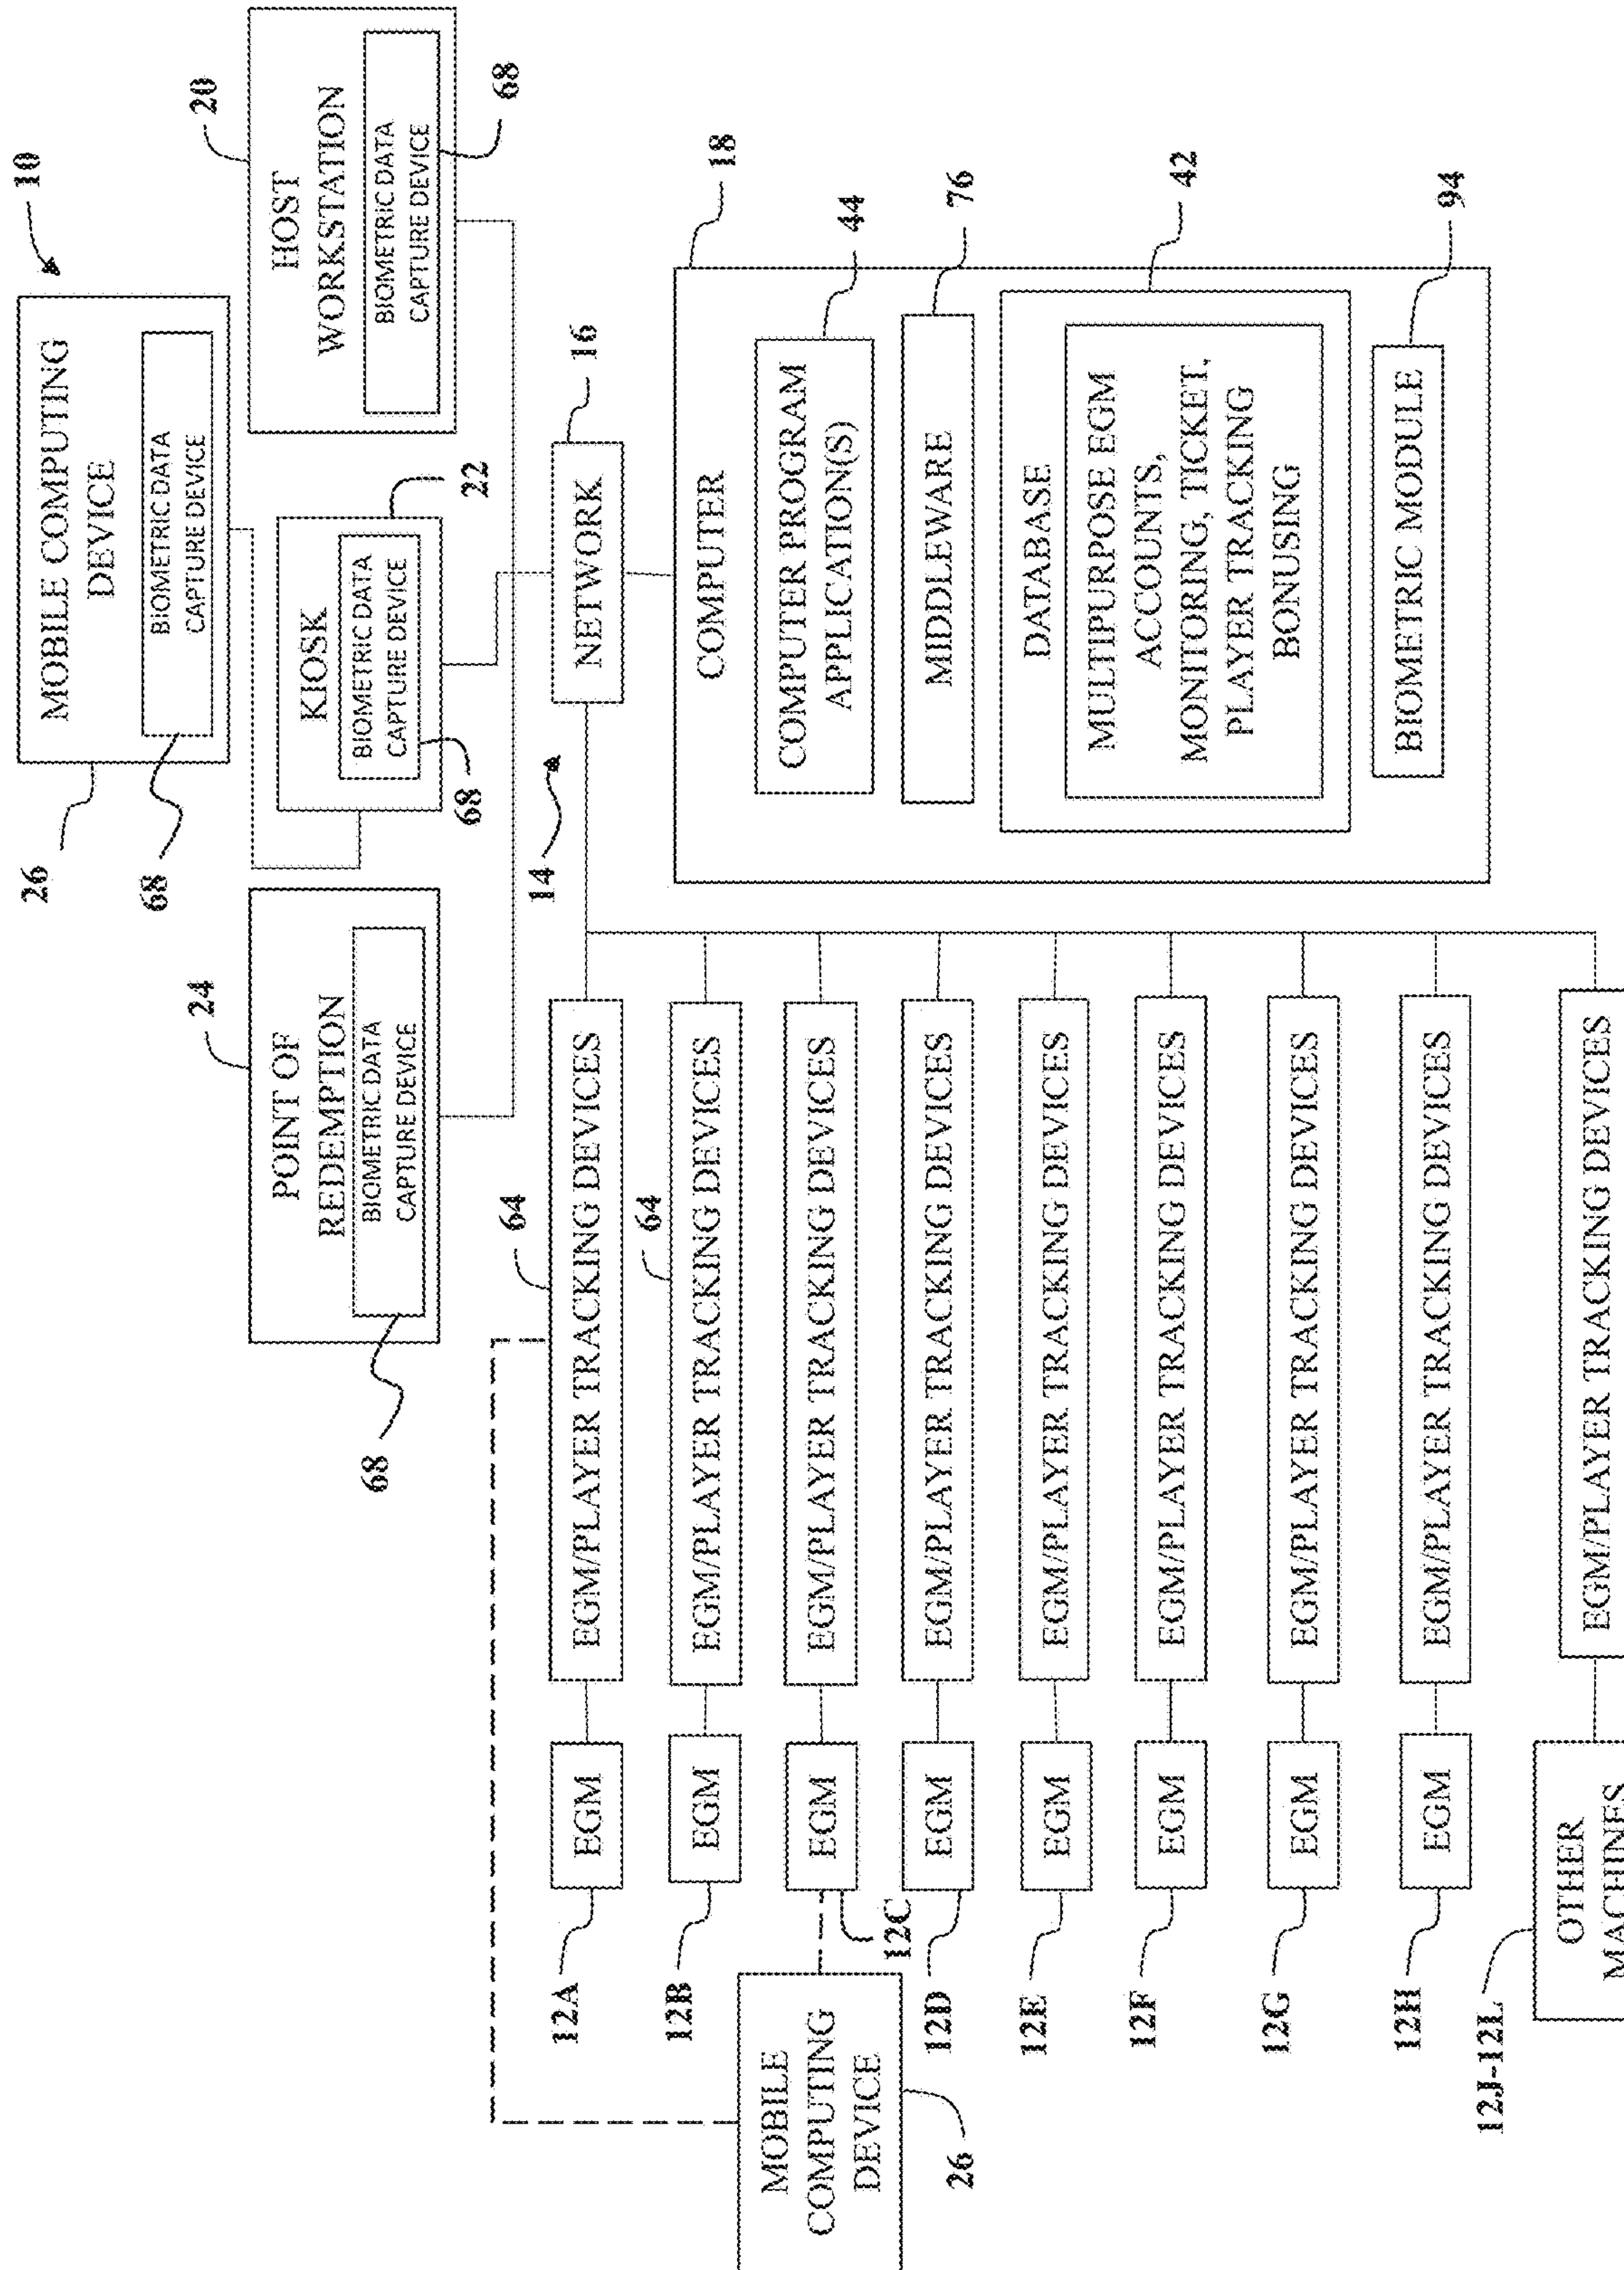 10
MOBILE COMPUTING
DEVICE
BIOMETRIC DATA
CAPTURE DEVICE
26
68
20
HOST
WORKSTATION
BIOMETRIC DATA
CAPTURE DEVICE
68
KIOSK
BIOMETRIC DATA
CAPTURE DEVICE
22
68
24
POINT OF
REDEMPTION
BIOMETRIC DATA
CAPTURE DEVICE
68
NETWORK
16
14
COMPUTER
18
COMPUTER PROGRAM
APPLICATION(S)
44
MIDDLEWARE
76
DATABASE
42
MULTIPURPOSE EGM
ACCOUNTS,
MONITORING, TICKET,
PLAYER TRACKING
BONUSING
BIOMETRIC MODULE
94
MOBILE
COMPUTING
DEVICE
26
12A
EGM
EGM/PLAYER TRACKING DEVICES
64
12B
EGM
EGM/PLAYER TRACKING DEVICES
64
12C
EGM
EGM/PLAYER TRACKING DEVICES
12D
EGM
EGM/PLAYER TRACKING DEVICES
12E
EGM
EGM/PLAYER TRACKING DEVICES
12F
EGM
EGM/PLAYER TRACKING DEVICES
12G
EGM
EGM/PLAYER TRACKING DEVICES
12H
EGM
EGM/PLAYER TRACKING DEVICES
12J-12L
OTHER
MACHINES
EGM/PLAYER TRACKING DEVICES